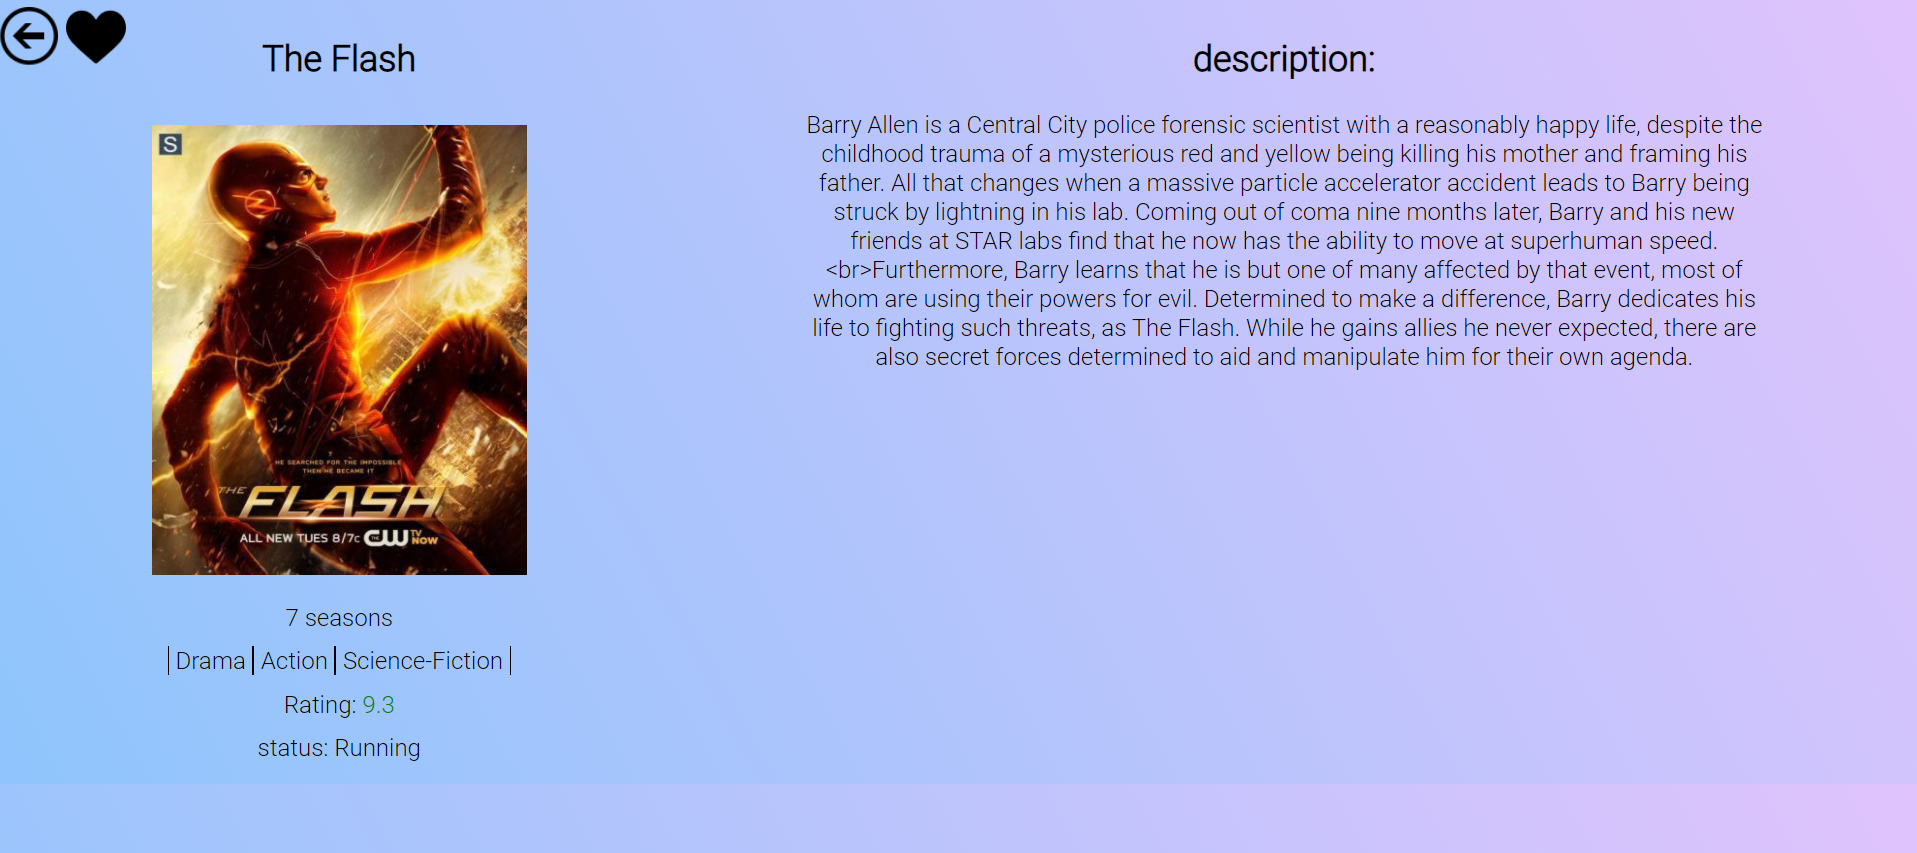 The Flash
S
HE SEARCHED FOR THE IMPOSSIBLE
THEN HE BECAME IT
THE
FLASH
ALL NEW TUES 8/7c THE CW TV NOW
7 seasons
| Drama | Action | Science-Fiction |
Rating: 9.3
status: Running
description:
Barry Allen is a Central City police forensic scientist with a reasonably happy life, despite the
childhood trauma of a mysterious red and yellow being killing his mother and framing his
father. All that changes when a massive particle accelerator accident leads to Barry being
struck by lightning in his lab. Coming out of coma nine months later, Barry and his new
friends at STAR labs find that he now has the ability to move at superhuman speed.
<br>Furthermore, Barry learns that he is but one of many affected by that event, most of
whom are using their powers for evil. Determined to make a difference, Barry dedicates his
life to fighting such threats, as The Flash. While he gains allies he never expected, there are
also secret forces determined to aid and manipulate him for their own agenda.